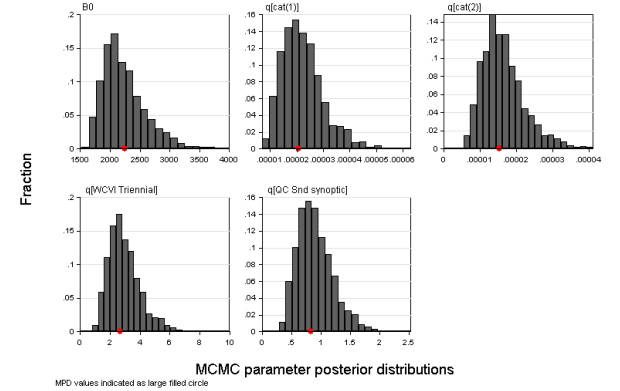 B0
.2
.15
.1
.05
0
1500 2000 2500 3000 3500 4000
q[cat(1)]
.16
.14
.12
.1
.08
.06
.04
.02
0
.00001 .00002 .00003 .00004 .00005 .00006
q[cat(2)]
.14
.12
.1
.08
.06
.04
.02
0
0 .00001 .00002 .00003 .00004
Fraction
q[WCVI Triennial]
.2
.15
.1
.05
0
0 2 4 6 8 10
q[QC Snd synoptic]
.16
.14
.12
.1
.08
.06
.04
.02
0
0 .5 1 1.5 2 2.5
MCMC parameter posterior distributions
MPD values indicated as large filled circle